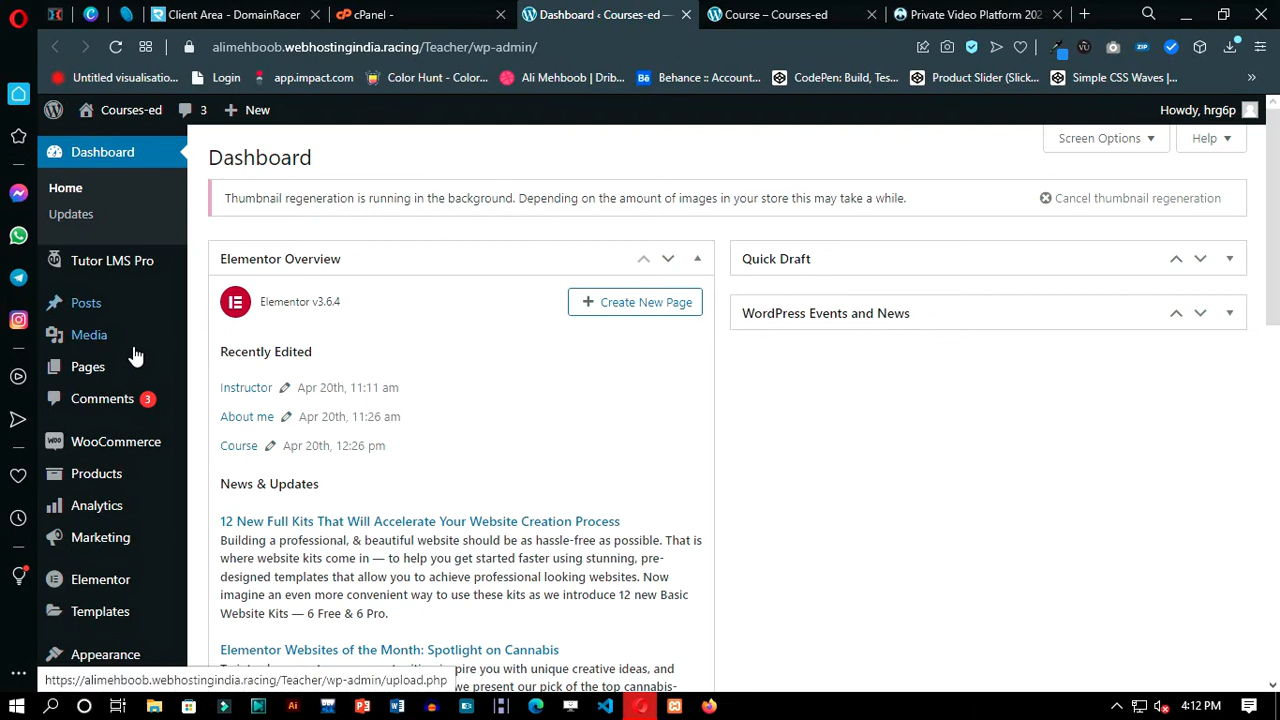 Client Area - DomainRacer
cPanel -
Dashboard ‹ Courses-ed —
Course – Courses-ed
Private Video Platform 202
alimehboob.webhostingindia.racing/Teacher/wp-admin/
Untitled visualisatio...
Login
app.impact.com
Color Hunt - Color...
Ali Mehboob | Drib...
Behance :: Account...
CodePen: Build, Tes...
Product Slider (Slick...
Simple CSS Waves |...
Courses-ed
3
New
Howdy, hrg6p
Dashboard
Home
Updates
Tutor LMS Pro
Posts
Media
Pages
Comments 3
WooCommerce
Products
Analytics
Marketing
Elementor
Templates
Appearance
Screen Options
Help
Dashboard
Thumbnail regeneration is running in the background. Depending on the amount of images in your store this may take a while.
Cancel thumbnail regeneration
Elementor Overview
Elementor v3.6.4
Create New Page
Recently Edited
Instructor Apr 20th, 11:11 am
About me Apr 20th, 11:26 am
Course Apr 20th, 12:26 pm
News & Updates
12 New Full Kits That Will Accelerate Your Website Creation Process
Building a professional, & beautiful website should be as hassle-free as possible. That is
where website kits come in — to help you get started faster using stunning, pre-
designed templates that allow you to achieve professional looking websites. Now
imagine an even more convenient way to use these kits as we introduce 12 new Basic
Website Kits — 6 Free & 6 Pro.
Elementor Websites of the Month: Spotlight on Cannabis
inspire you with unique creative ideas, and
we present our pick of the top cannabis-
Quick Draft
WordPress Events and News
https://alimehboob.webhostingindia.racing/Teacher/wp-admin/upload.php
4:12 PM